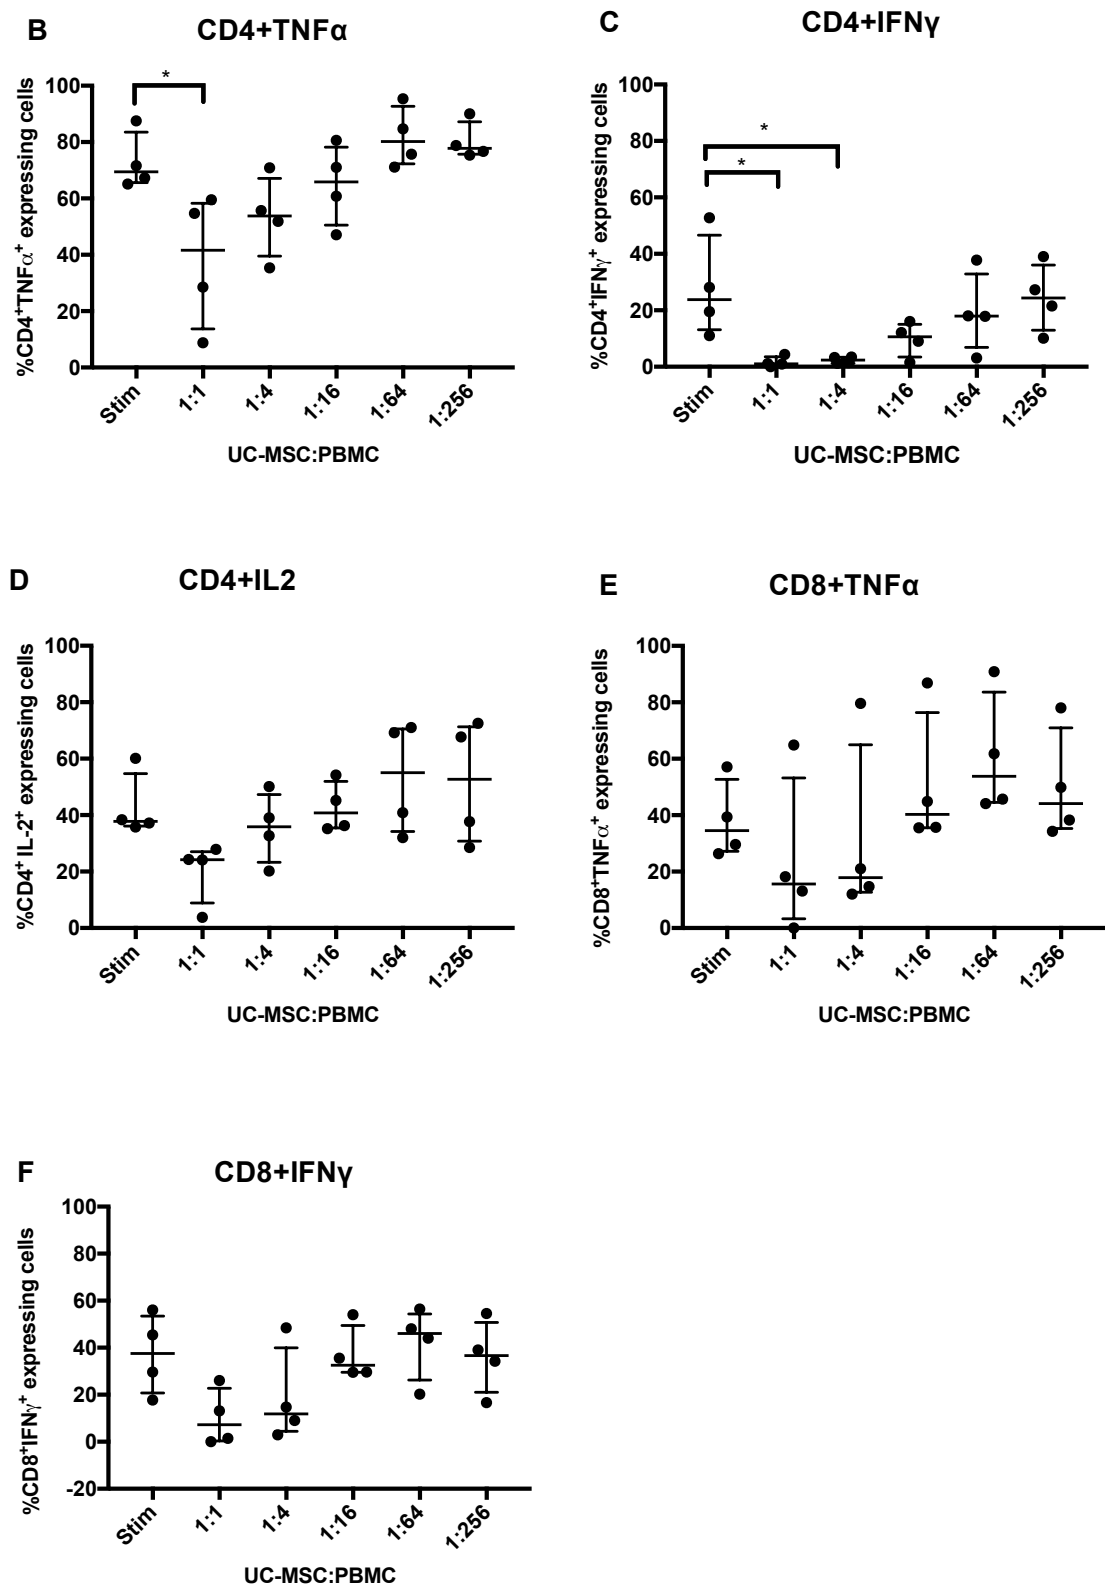 B
CD4+TNFα
%CD4+TNFα+ expressing cells
100
80
60
40
20
0
*
Stim
1:1
1:4
1:16
1:64
1:256
UC-MSC:PBMC
C
CD4+IFNγ
%CD4+IFNγ+ expressing cells
100
80
60
40
20
0
*
*
Stim
1:1
1:4
1:16
1:64
1:256
UC-MSC:PBMC
D
CD4+IL2
%CD4+ IL-2+ expressing cells
100
80
60
40
20
0
Stim
1:1
1:4
1:16
1:64
1:256
UC-MSC:PBMC
E
CD8+TNFα
%CD8+TNFα+ expressing cells
100
80
60
40
20
0
Stim
1:1
1:4
1:16
1:64
1:256
UC-MSC:PBMC
F
CD8+IFNγ
%CD8+IFNγ+ expressing cells
100
80
60
40
20
0
-20
Stim
1:1
1:4
1:16
1:64
1:256
UC-MSC:PBMC